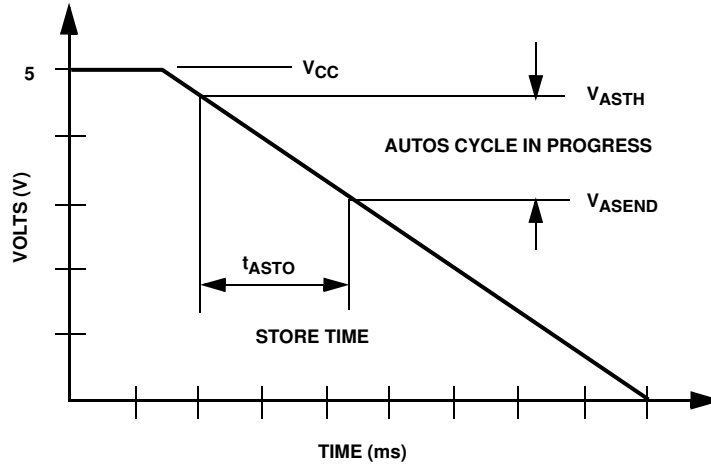 5
VCC
VASTH
AUTOS CYCLE IN PROGRESS
VASEND
VOLTS (V)
tASTO
STORE TIME
TIME (ms)